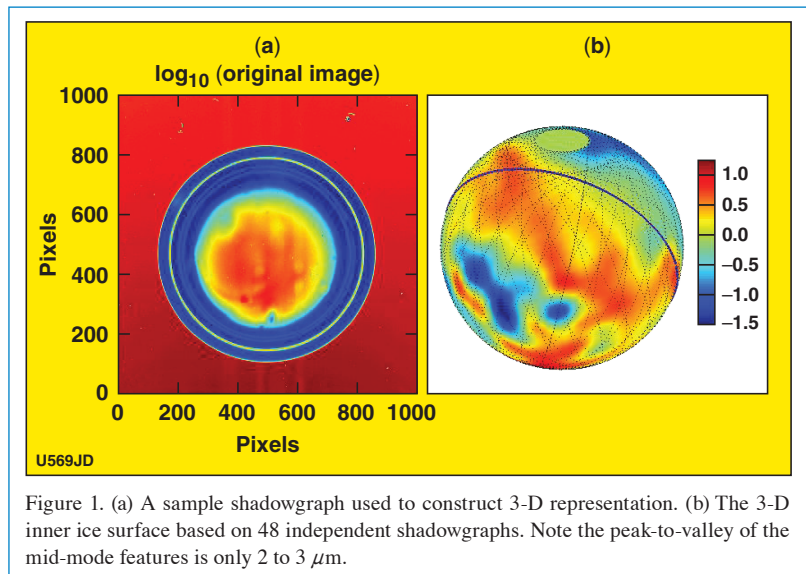 (a)
(b)
log10 (original image)
1000
800
600
400
200
0
Pixels
0 200 400 600 800 1000
Pixels
1.0
0.5
0.0
−0.5
−1.0
−1.5
U569JD
Figure 1. (a) A sample shadowgraph used to construct 3-D representation. (b) The 3-D
inner ice surface based on 48 independent shadowgraphs. Note the peak-to-valley of the
mid-mode features is only 2 to 3 μm.